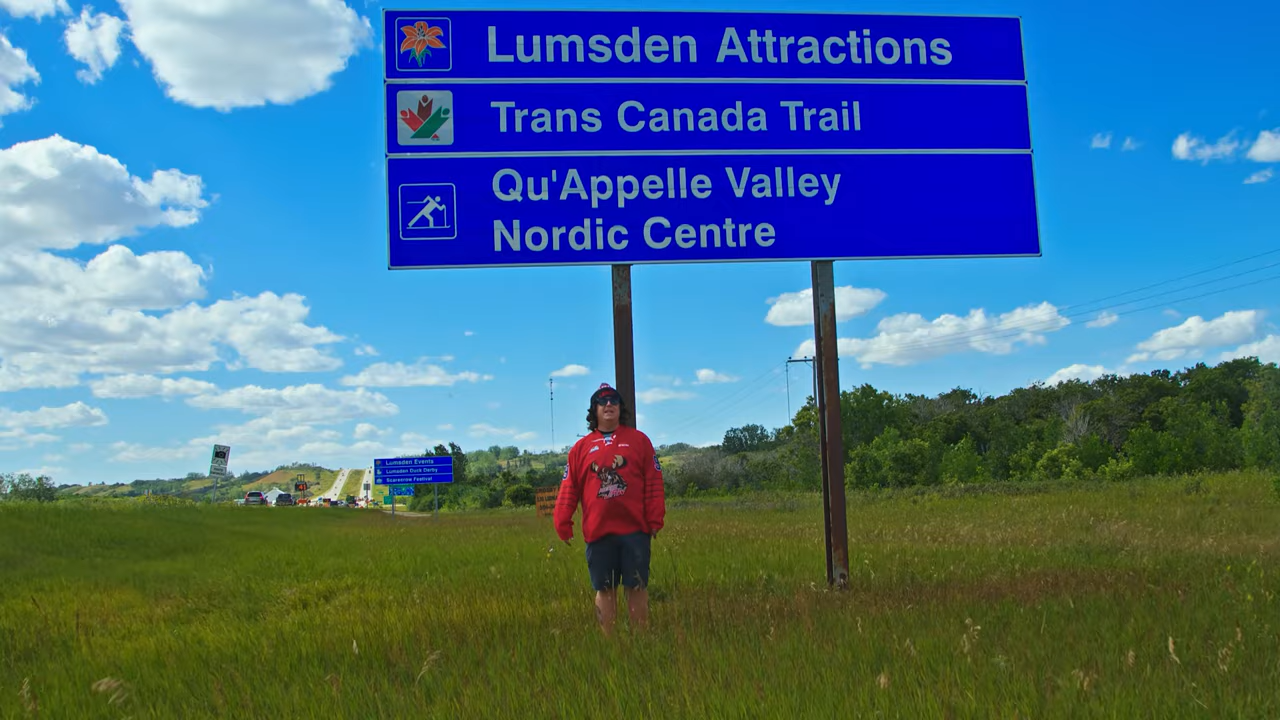 Lumsden Attractions
Trans Canada Trail
Qu'Appelle Valley
Nordic Centre
Lumsden Events
Lumsden Duck Derby
Scarecrow Festival